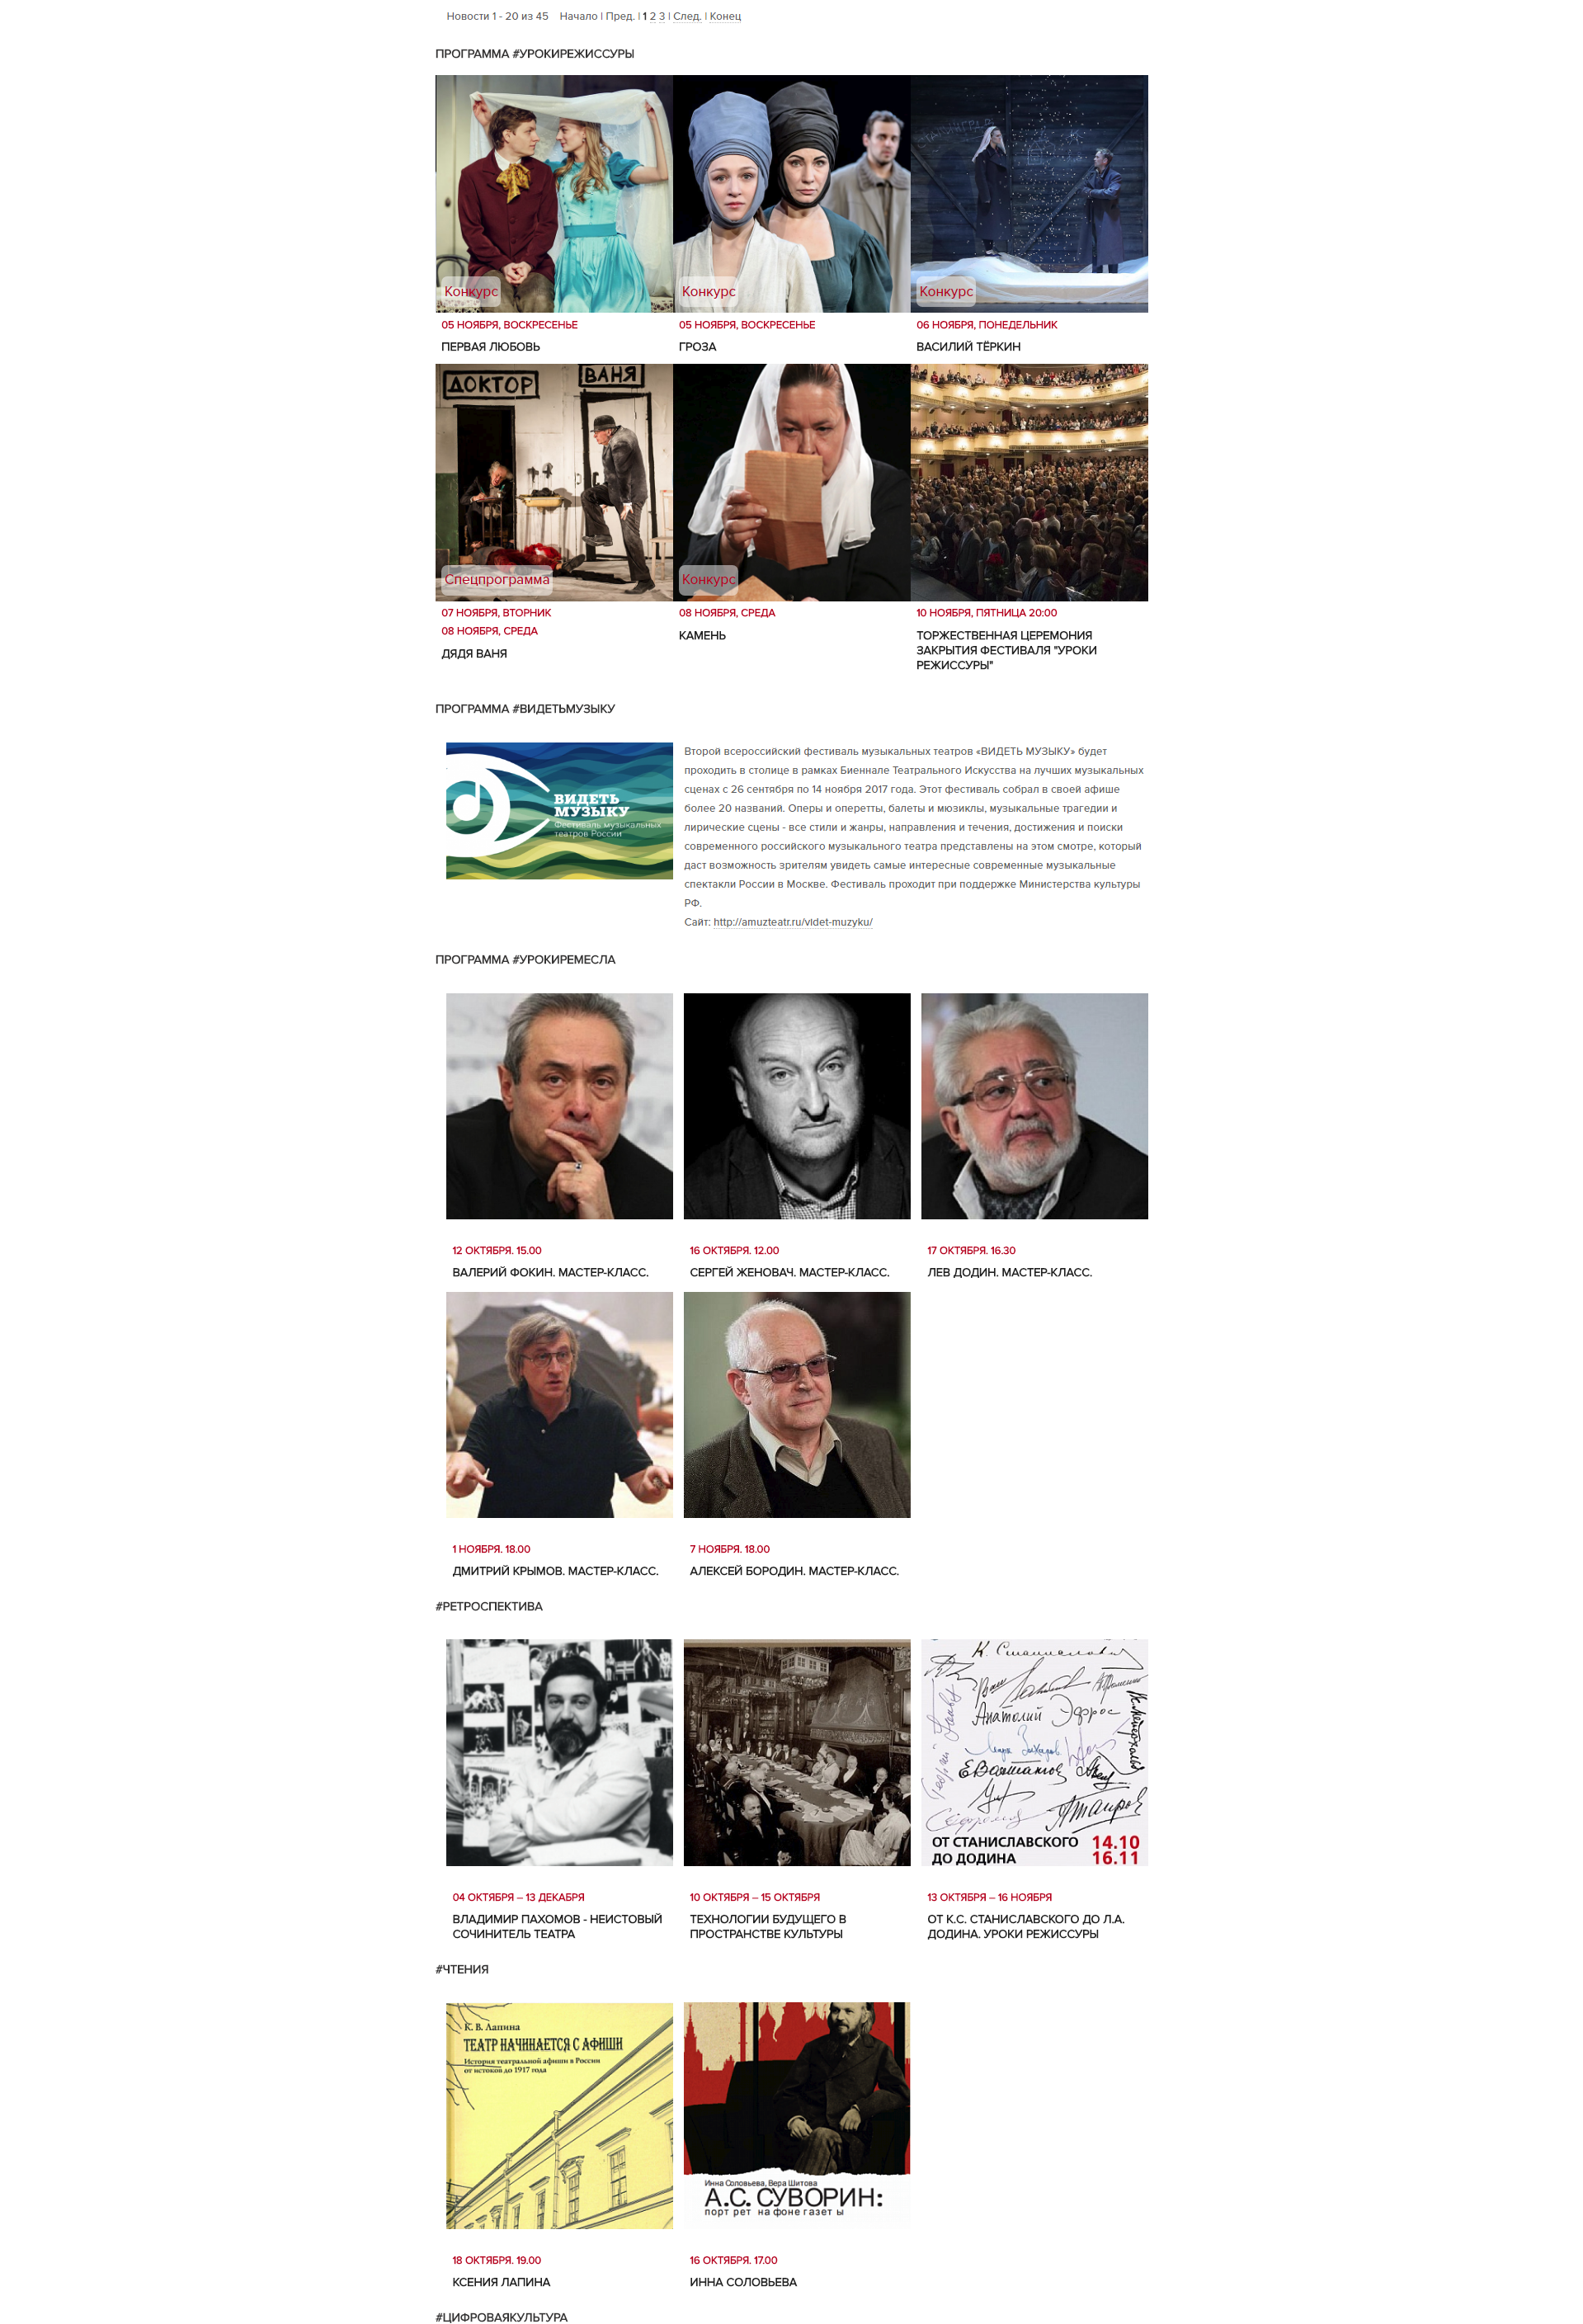 Новости 1 - 20 из 45 Начало | Пред. | 1 2 3 | След. | Конец
ПРОГРАММА #УРОКИРЕЖИССУРЫ
Конкурс
05 НОЯБРЯ, ВОСКРЕСЕНЬЕ
ПЕРВАЯ ЛЮБОВЬ
Конкурс
05 НОЯБРЯ, ВОСКРЕСЕНЬЕ
ГРОЗА
Конкурс
06 НОЯБРЯ, ПОНЕДЕЛЬНИК
ВАСИЛИЙ ТЁРКИН
ДОКТОР
ВАНЯ
Спецпрограмма
07 НОЯБРЯ, ВТОРНИК
08 НОЯБРЯ, СРЕДА
ДЯДЯ ВАНЯ
Конкурс
08 НОЯБРЯ, СРЕДА
КАМЕНЬ
10 НОЯБРЯ, ПЯТНИЦА 20:00
ТОРЖЕСТВЕННАЯ ЦЕРЕМОНИЯ
ЗАКРЫТИЯ ФЕСТИВАЛЯ "УРОКИ
РЕЖИССУРЫ"
ПРОГРАММА #ВИДЕТЬМУЗЫКУ
ВИДЕТЬ
МУЗЫКУ
Фестиваль музыкальных
театров России
Второй всероссийский фестиваль музыкальных театров «ВИДЕТЬ МУЗЫКУ» будет
проходить в столице в рамках Биеннале Театрального Искусства на лучших музыкальных
сценах с 26 сентября по 14 ноября 2017 года. Этот фестиваль собрал в своей афише
более 20 названий. Оперы и оперетты, балеты и мюзиклы, музыкальные трагедии и
лирические сцены - все стили и жанры, направления и течения, достижения и поиски
современного российского музыкального театра представлены на этом смотре, который
даст возможность зрителям увидеть самые интересные современные музыкальные
спектакли России в Москве. Фестиваль проходит при поддержке Министерства культуры
РФ.
Сайт: http://amuzteatr.ru/videt-muzyku/
ПРОГРАММА #УРОКИРЕМЕСЛА
12 ОКТЯБРЯ. 15.00
ВАЛЕРИЙ ФОКИН. МАСТЕР-КЛАСС.
16 ОКТЯБРЯ. 12.00
СЕРГЕЙ ЖЕНОВАЧ. МАСТЕР-КЛАСС.
17 ОКТЯБРЯ. 16.30
ЛЕВ ДОДИН. МАСТЕР-КЛАСС.
1 НОЯБРЯ. 18.00
ДМИТРИЙ КРЫМОВ. МАСТЕР-КЛАСС.
7 НОЯБРЯ. 18.00
АЛЕКСЕЙ БОРОДИН. МАСТЕР-КЛАСС.
#РЕТРОСПЕКТИВА
04 ОКТЯБРЯ – 13 ДЕКАБРЯ
ВЛАДИМИР ПАХОМОВ - НЕИСТОВЫЙ
СОЧИНИТЕЛЬ ТЕАТРА
10 ОКТЯБРЯ – 15 ОКТЯБРЯ
ТЕХНОЛОГИИ БУДУЩЕГО В
ПРОСТРАНСТВЕ КУЛЬТУРЫ
Анатолий Эфрос
ОТ СТАНИСЛАВСКОГО 14.10
ДО ДОДИНА 16.11
13 ОКТЯБРЯ – 16 НОЯБРЯ
ОТ К.С. СТАНИСЛАВСКОГО ДО Л.А.
ДОДИНА. УРОКИ РЕЖИССУРЫ
#ЧТЕНИЯ
К. В. Лапина
ТЕАТР НАЧИНАЕТСЯ С АФИШИ
История театральной афиши в России
от истоков до 1917 года
18 ОКТЯБРЯ. 19.00
КСЕНИЯ ЛАПИНА
Инна Соловьева, Вера Шитова
А.С. СУВОРИН:
портрет на фоне газеты
16 ОКТЯБРЯ. 17.00
ИННА СОЛОВЬЕВА
#ЦИФРОВАЯКУЛЬТУРА